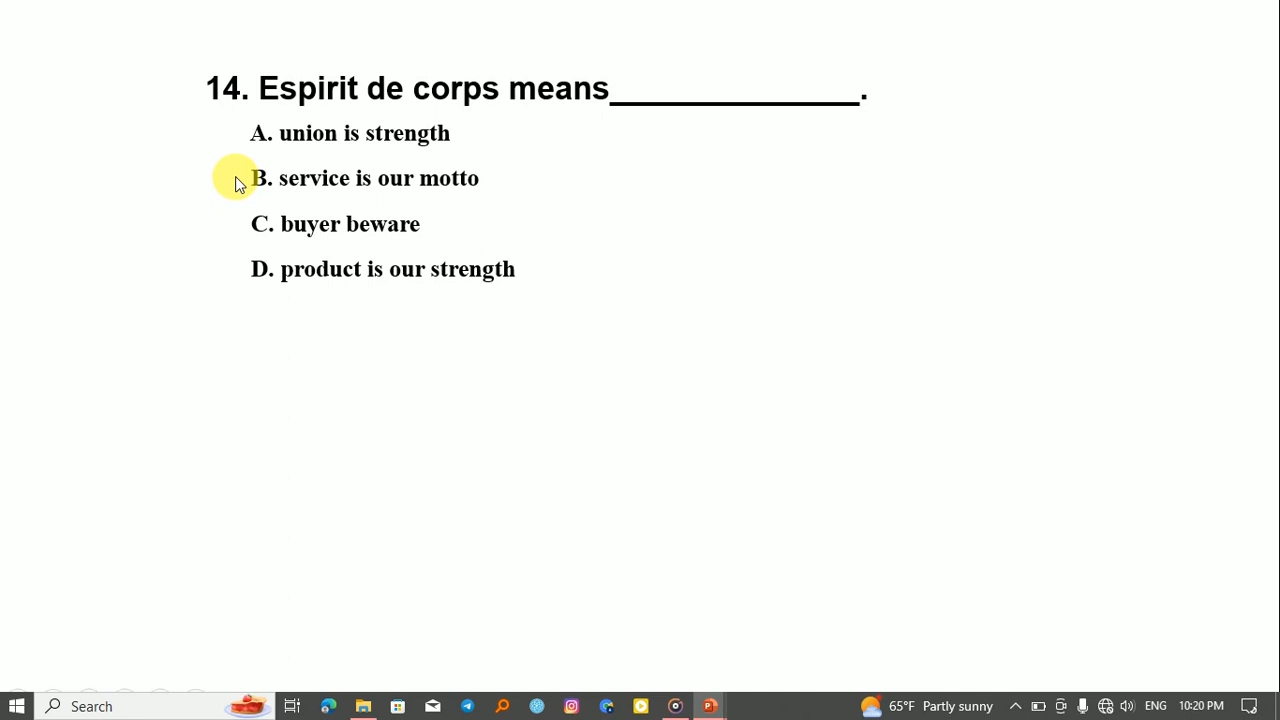 14. Espirit de corps means______________.
A. union is strength
B. service is our motto
C. buyer beware
D. product is our strength
Search
65°F Partly sunny
ENG
10:20 PM